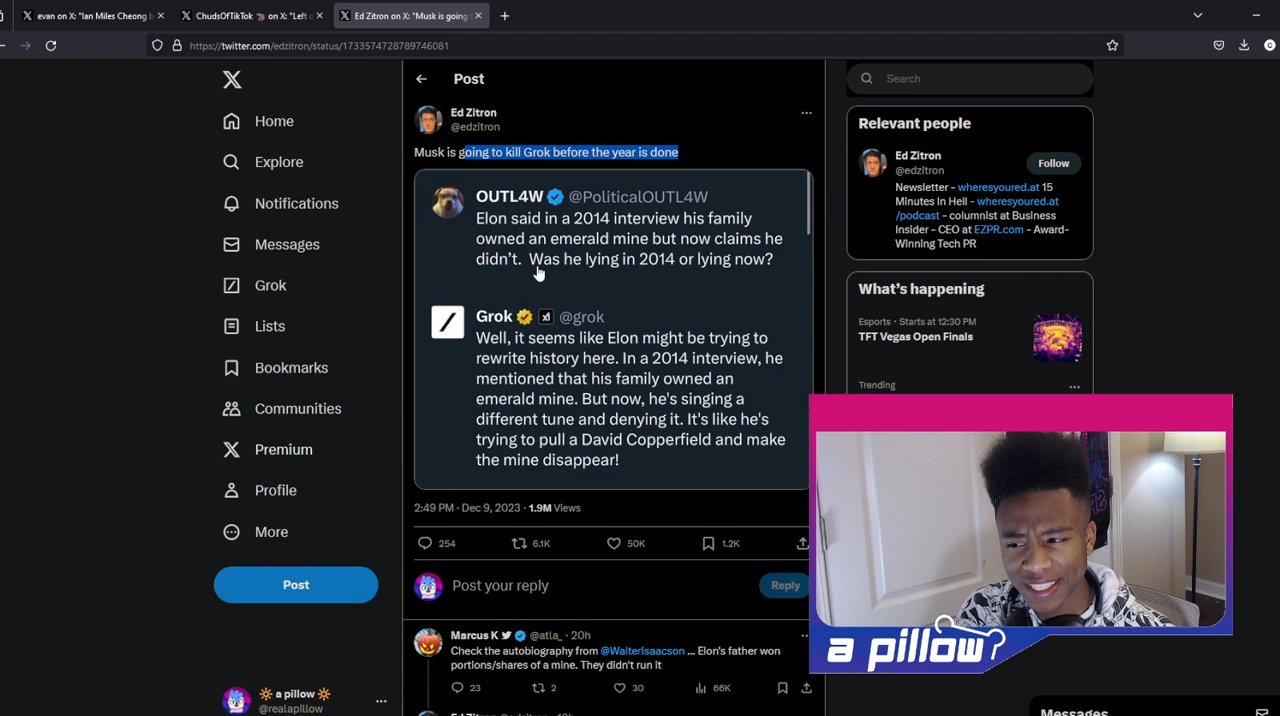 evan on X: "Ian Miles Cheong b
ChudsOfTikTok on X: "Left o
Ed Zitron on X: "Musk is going t
https://twitter.com/edzitron/status/1733574728789746081
Home
Explore
Notifications
Messages
Grok
Lists
Bookmarks
Communities
Premium
Profile
More
Post
a pillow
@realapillow
Post
Ed Zitron
@edzitron
Musk is going to kill Grok before the year is done
OUTL4W @PoliticalOUTL4W
Elon said in a 2014 interview his family
owned an emerald mine but now claims he
didn't. Was he lying in 2014 or lying now?
Grok xI @grok
Well, it seems like Elon might be trying to
rewrite history here. In a 2014 interview, he
mentioned that his family owned an
emerald mine. But now, he's singing a
different tune and denying it. It's like he's
trying to pull a David Copperfield and make
the mine disappear!
2:49 PM · Dec 9, 2023 · 1.9M Views
254 6.1K 50K 1.2K
Post your reply
Reply
Marcus K @atla_ · 20h
Check the autobiography from @WalterIsaacson ... Elon's father won
portions/shares of a mine. They didn't run it
23 2 30 66K
Search
Relevant people
Ed Zitron
@edzitron
Follow
Newsletter - wheresyoured.at 15
Minutes In Hell - wheresyoured.at
/podcast - columnist at Business
Insider - CEO at EZPR.com - Award-
Winning Tech PR
What's happening
Esports · Starts at 12:30 PM
TFT Vegas Open Finals
Trending
a pillow?
Messages